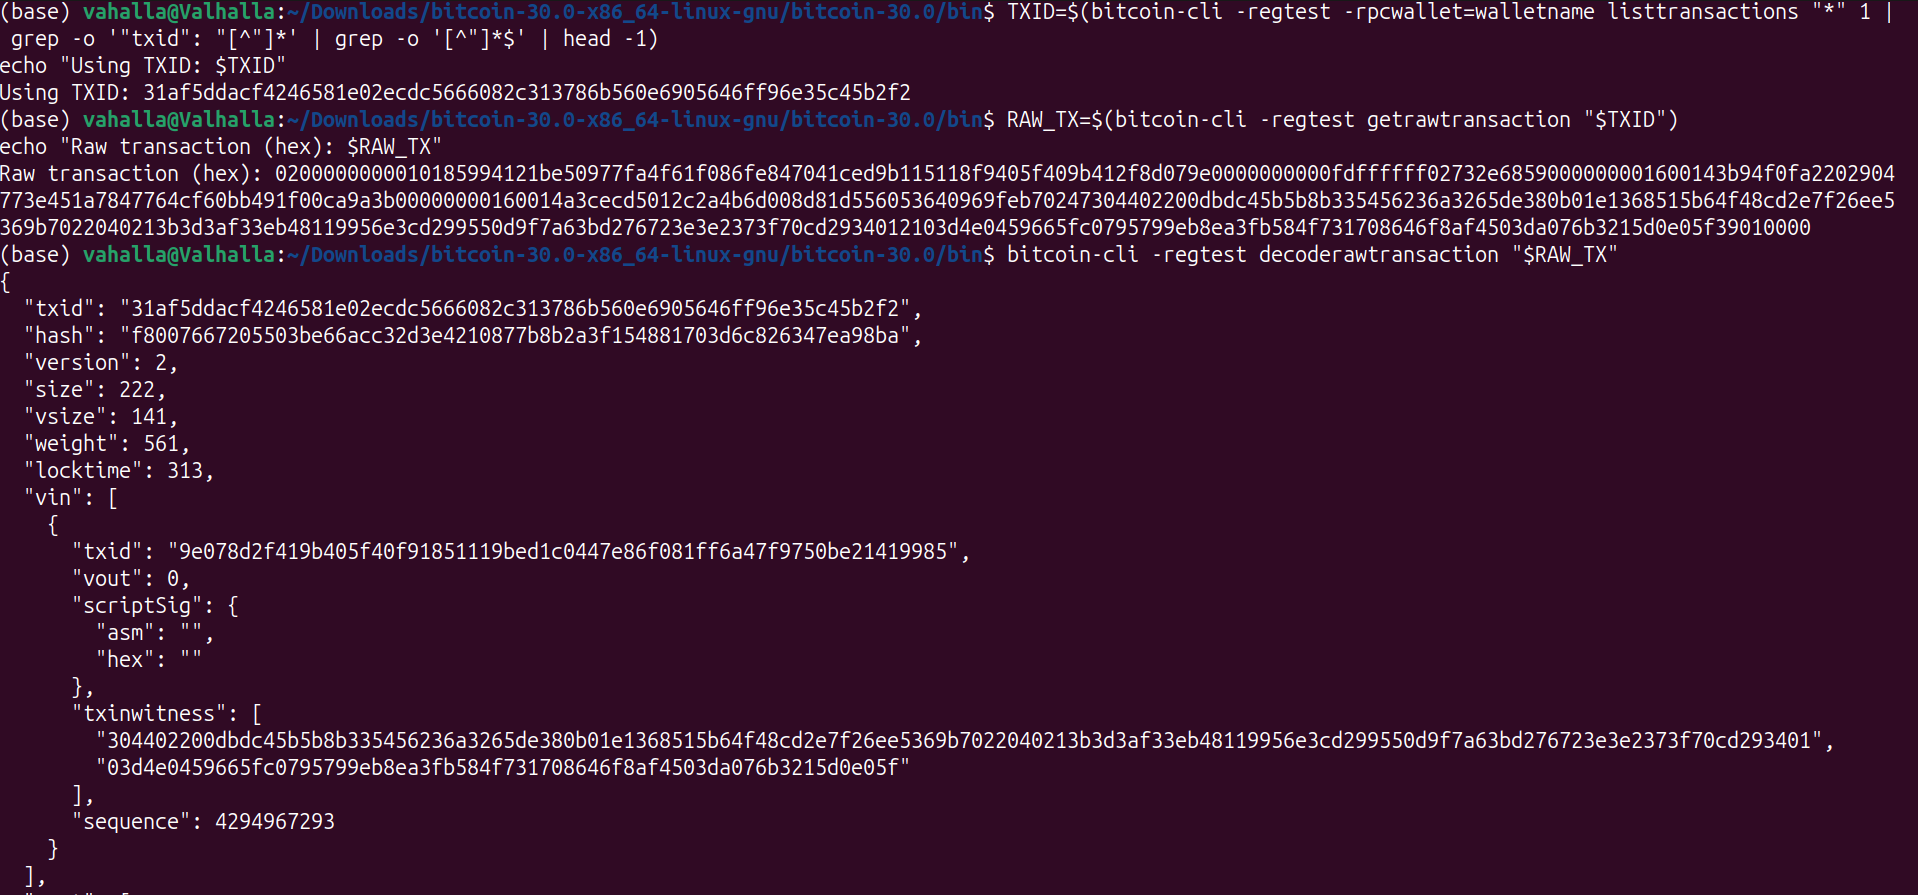 (base) vahalla@Valhalla:~/Downloads/bitcoin-30.0-x86_64-linux-gnu/bitcoin-30.0/bin$ TXID=$(bitcoin-cli -regtest -rpcwallet=walletname listtransactions "*" 1 |
 grep -o '"txid": "[^"]*' | grep -o '[^"]*$' | head -1)
echo "Using TXID: $TXID"
Using TXID: 31af5ddacf4246581e02ecdc5666082c313786b560e6905646ff96e35c45b2f2
(base) vahalla@Valhalla:~/Downloads/bitcoin-30.0-x86_64-linux-gnu/bitcoin-30.0/bin$ RAW_TX=$(bitcoin-cli -regtest getrawtransaction "$TXID")
echo "Raw transaction (hex): $RAW_TX"
Raw transaction (hex): 02000000000010185994121be50977fa4f61f086fe847041ced9b115118f9405f409b412f8d079e0000000000fdffffff02732e6859000000000001600143b94f0fa2202904
773e451a7847764cf60bb491f00ca9a3b00000000160014a3cecd5012c2a4b6d008d81d556053640969feb70247304402200dbdc45b5b8b335456236a3265de380b01e1368515b64f48cd2e7f26ee5
369b7022040213b3d3af33eb48119956e3cd299550d9f7a63bd276723e3e2373f70cd2934012103d4e0459665fc0795799eb8ea3fb584f731708646f8af4503da076b3215d0e05f39010000
(base) vahalla@Valhalla:~/Downloads/bitcoin-30.0-x86_64-linux-gnu/bitcoin-30.0/bin$ bitcoin-cli -regtest decoderawtransaction "$RAW_TX"
{
  "txid": "31af5ddacf4246581e02ecdc5666082c313786b560e6905646ff96e35c45b2f2",
  "hash": "f8007667205503be66acc32d3e4210877b8b2a3f154881703d6c826347ea98ba",
  "version": 2,
  "size": 222,
  "vsize": 141,
  "weight": 561,
  "locktime": 313,
  "vin": [
    {
      "txid": "9e078d2f419b405f40f91851119bed1c0447e86f081ff6a47f9750be21419985",
      "vout": 0,
      "scriptSig": {
        "asm": "",
        "hex": ""
      },
      "txinwitness": [
        "304402200dbdc45b5b8b335456236a3265de380b01e1368515b64f48cd2e7f26ee5369b7022040213b3d3af33eb48119956e3cd299550d9f7a63bd276723e3e2373f70cd293401",
        "03d4e0459665fc0795799eb8ea3fb584f731708646f8af4503da076b3215d0e05f"
      ],
      "sequence": 4294967293
    }
  ],